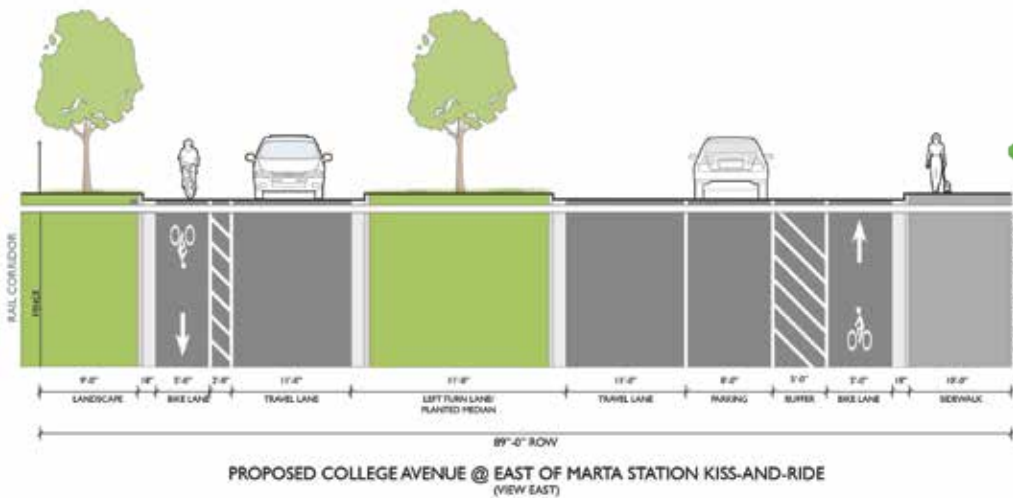 RAIL CORRIDOR
FENCE
9'-0" 18" 5'-0" 2'-0" 11'-0" 11'-0" 8'-0" 5'-0" 5'-0" 18" 10'-0"
LANDSCAPE BIKE LANE TRAVEL LANE LEFT TURN LANE/ TRAVEL LANE PARKING BUFFER BIKE LANE SIDEWALK
PLANTED MEDIAN
89'-0" ROW
PROPOSED COLLEGE AVENUE @ EAST OF MARTA STATION KISS-AND-RIDE
(VIEW EAST)